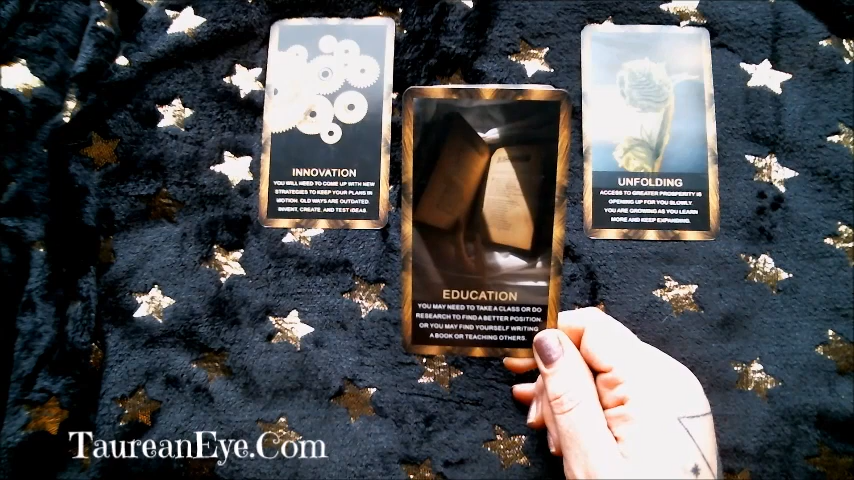 INNOVATION
YOU WILL NEED TO COME UP WITH NEW
STRATEGIES TO KEEP YOUR PLANS IN
MOTION. OLD WAYS ARE OUTDATED.
INVENT, CREATE, AND TEST IDEAS.
EDUCATION
YOU MAY NEED TO TAKE A CLASS OR DO
RESEARCH TO FIND A BETTER POSITION.
OR YOU MAY FIND YOURSELF WRITING
A BOOK OR TEACHING OTHERS.
UNFOLDING
ACCESS TO GREATER PROSPERITY IS
OPENING UP FOR YOU SLOWLY.
YOU ARE GROWING AS YOU LEARN
MORE AND KEEP EXPANDING.
TaureanEye.Com